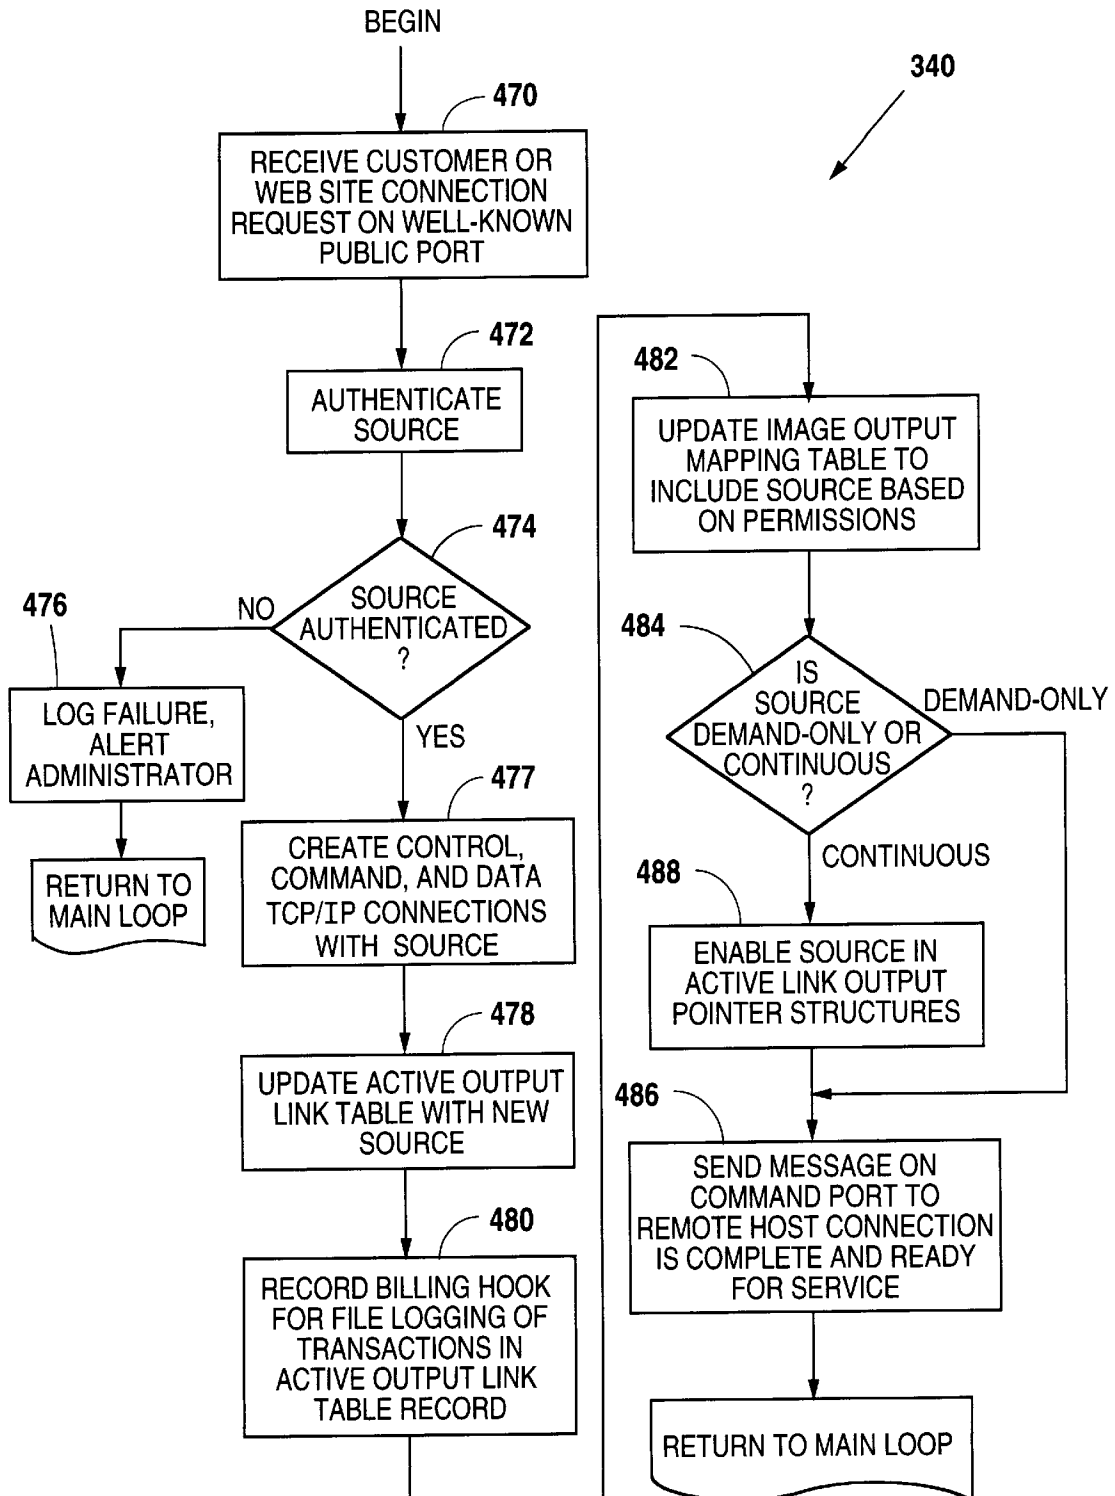 BEGIN
340
470
RECEIVE CUSTOMER OR
WEB SITE CONNECTION
REQUEST ON WELL-KNOWN
PUBLIC PORT
472
AUTHENTICATE
SOURCE
474
SOURCE
AUTHENTICATED
?
NO
476
LOG FAILURE,
ALERT
ADMINISTRATOR
RETURN TO
MAIN LOOP
YES
477
CREATE CONTROL,
COMMAND, AND DATA
TCP/IP CONNECTIONS
WITH SOURCE
478
UPDATE ACTIVE OUTPUT
LINK TABLE WITH NEW
SOURCE
480
RECORD BILLING HOOK
FOR FILE LOGGING OF
TRANSACTIONS IN
ACTIVE OUTPUT LINK
TABLE RECORD
482
UPDATE IMAGE OUTPUT
MAPPING TABLE TO
INCLUDE SOURCE BASED
ON PERMISSIONS
484
IS
SOURCE
DEMAND-ONLY OR
CONTINUOUS
?
DEMAND-ONLY
CONTINUOUS
488
ENABLE SOURCE IN
ACTIVE LINK OUTPUT
POINTER STRUCTURES
486
SEND MESSAGE ON
COMMAND PORT TO
REMOTE HOST CONNECTION
IS COMPLETE AND READY
FOR SERVICE
RETURN TO MAIN LOOP